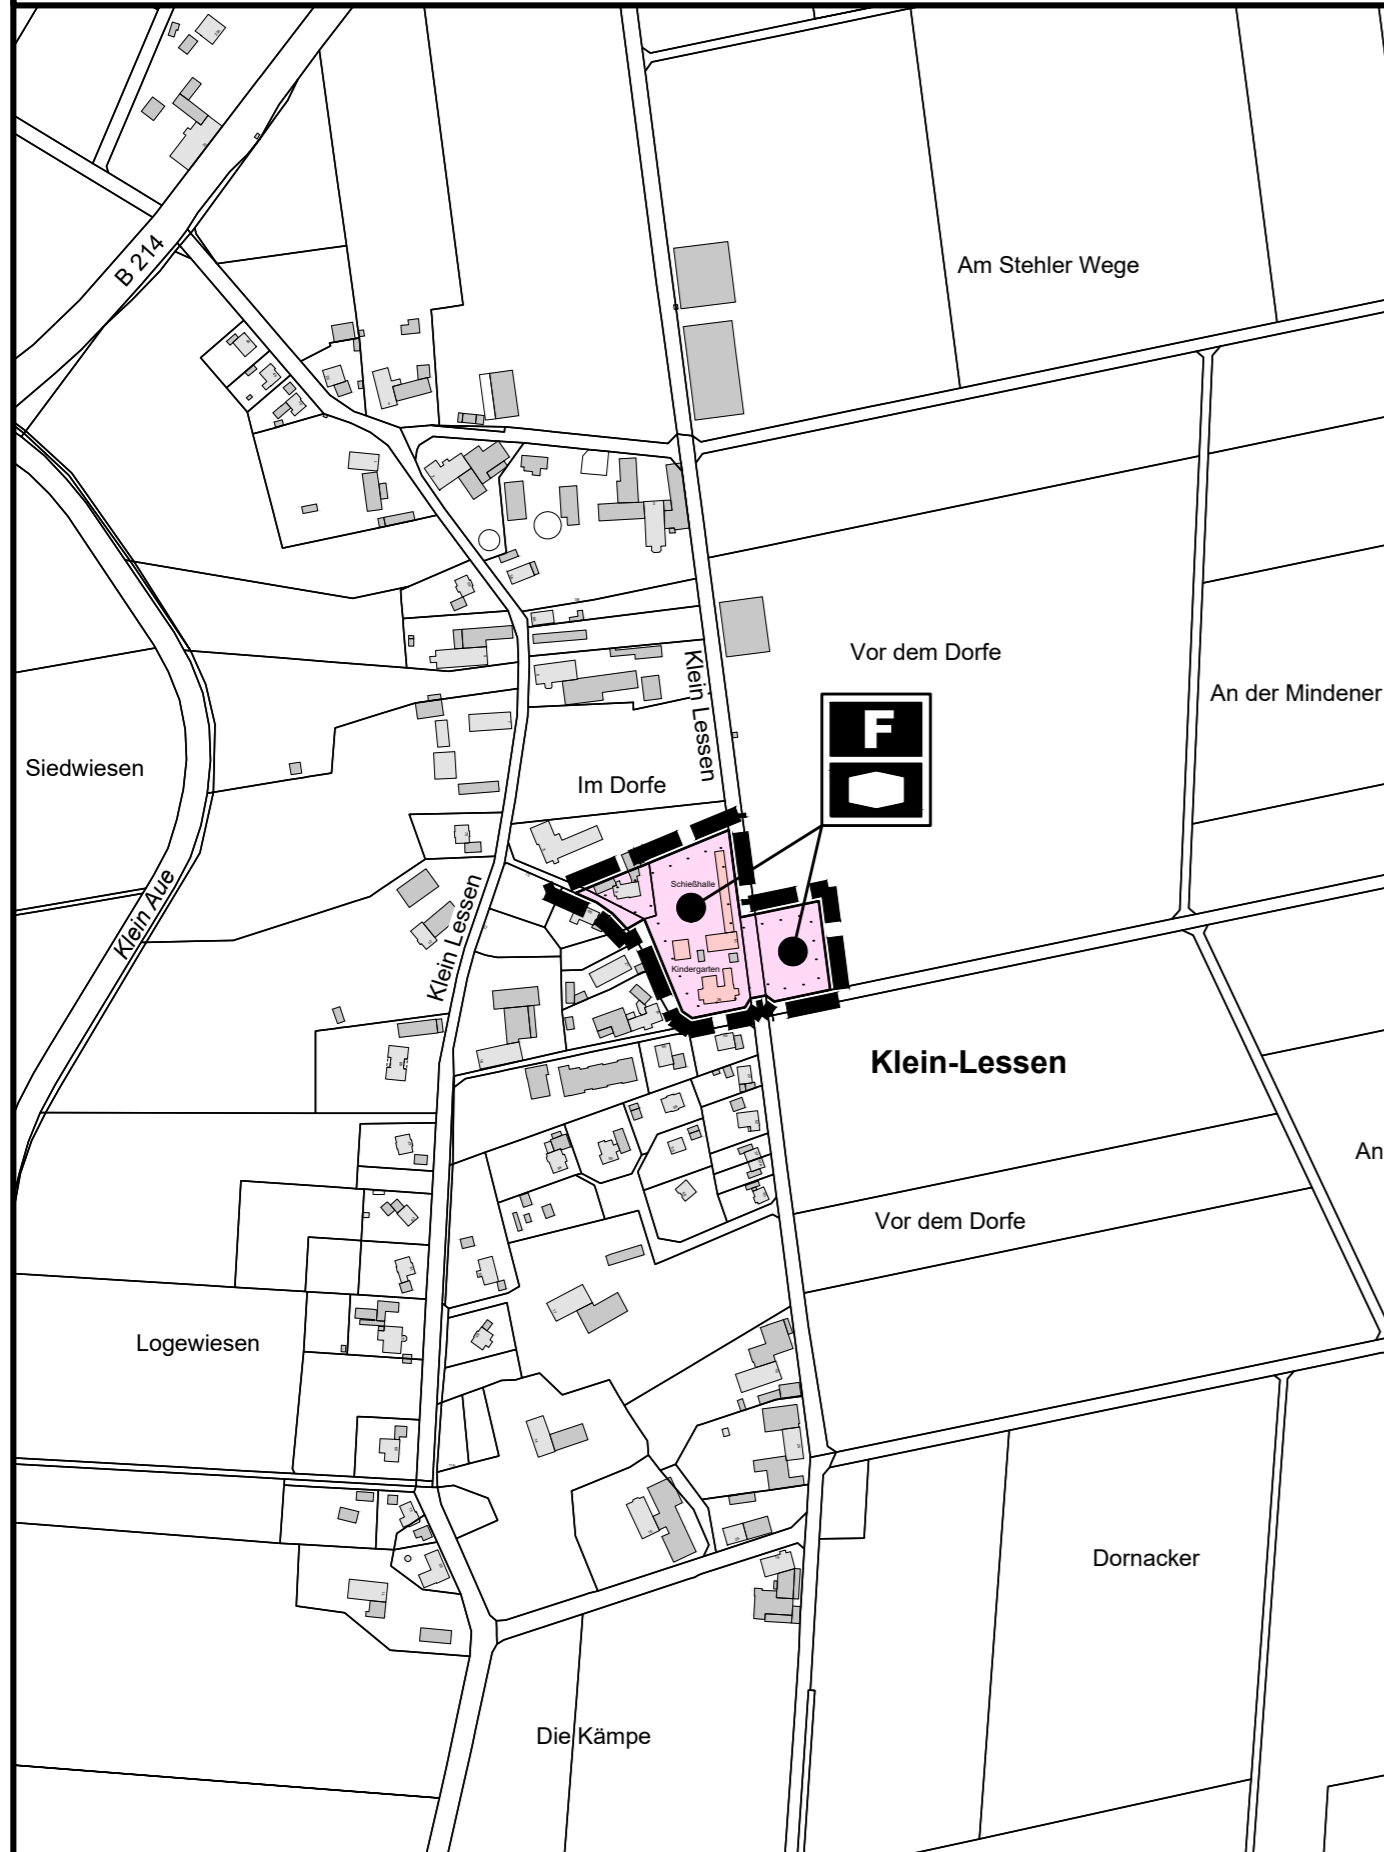 Am Stehler Wege
B 214
Vor dem Dorfe
Klein Lessen
An der Mindener
F
Siedwiesen
Im Dorfe
Schießhalle
Klein Aue
Klein Lessen
Kindergarten
Klein-Lessen
An
Vor dem Dorfe
Logewiesen
Dornacker
Die Kämpe